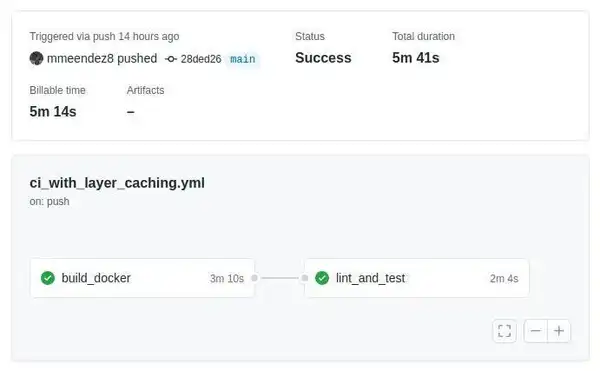 Triggered via push 14 hours ago
mmeendez8 pushed 28ded26 main
Status
Success
Total duration
5m 41s
Billable time
5m 14s
Artifacts
–
ci_with_layer_caching.yml
on: push
build_docker 3m 10s
lint_and_test 2m 4s